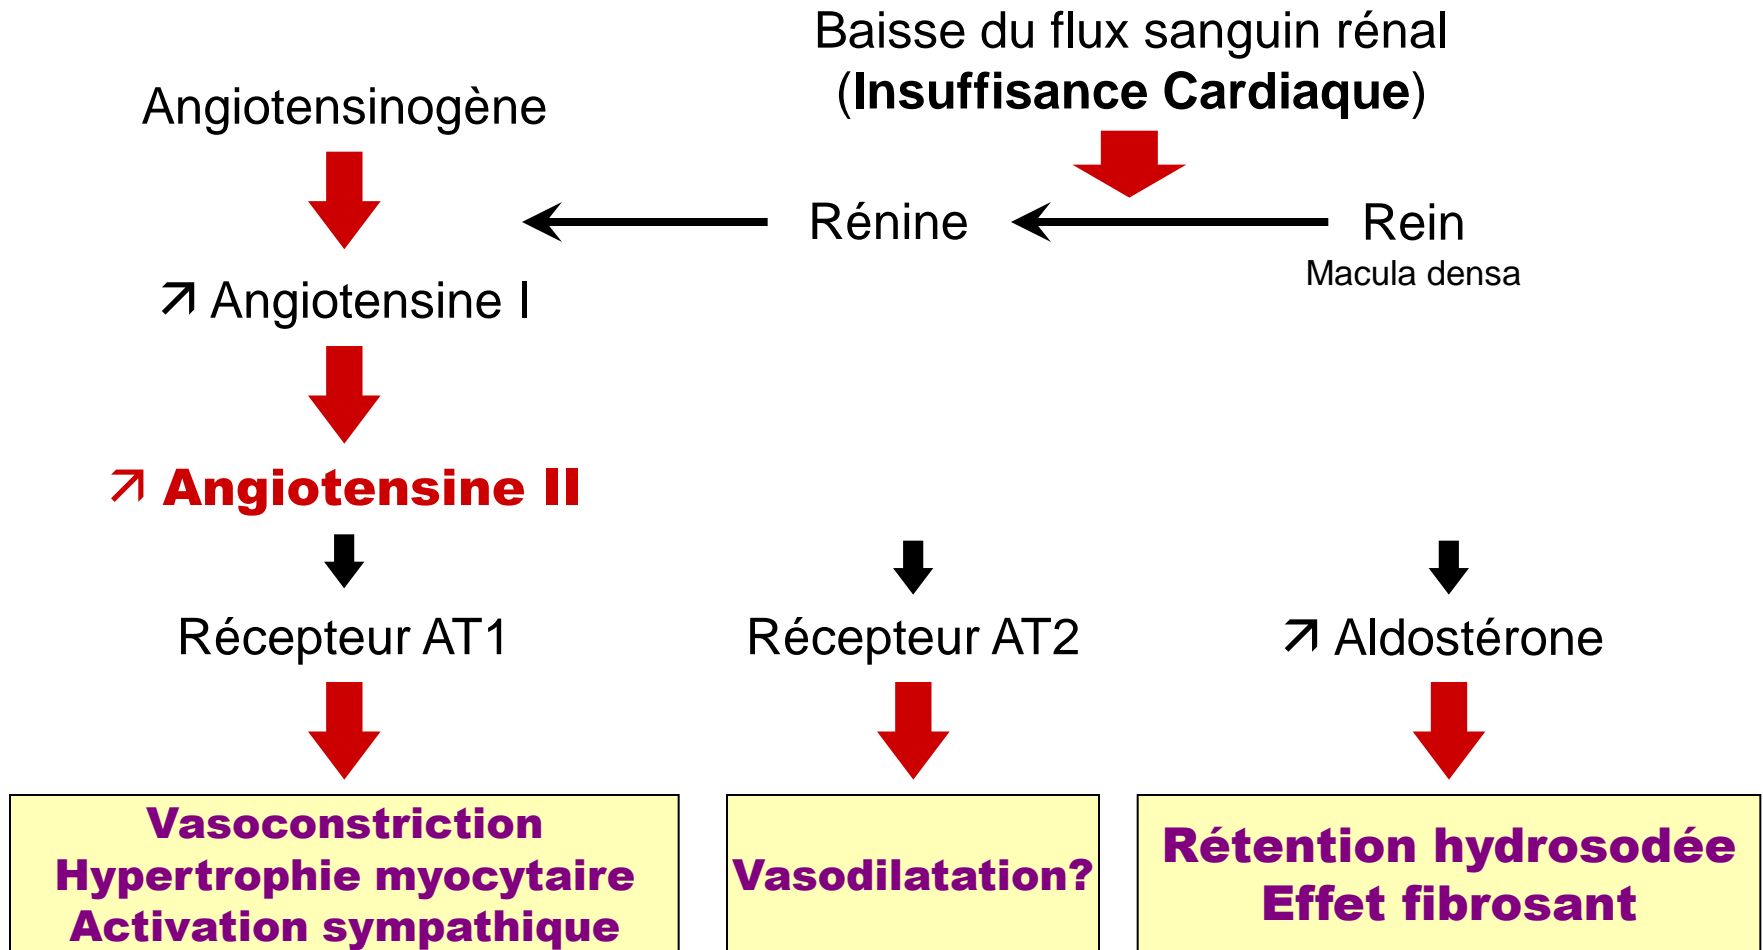 Baisse du flux sanguin rénal
(Insuffisance Cardiaque)
Angiotensinogène
Rénine
Rein
Macula densa
↗ Angiotensine I
↗ Angiotensine II
Récepteur AT1
Récepteur AT2
↗ Aldostérone
Vasoconstriction
Hypertrophie myocytaire
Activation sympathique
Vasodilatation?
Rétention hydrosodée
Effet fibrosant